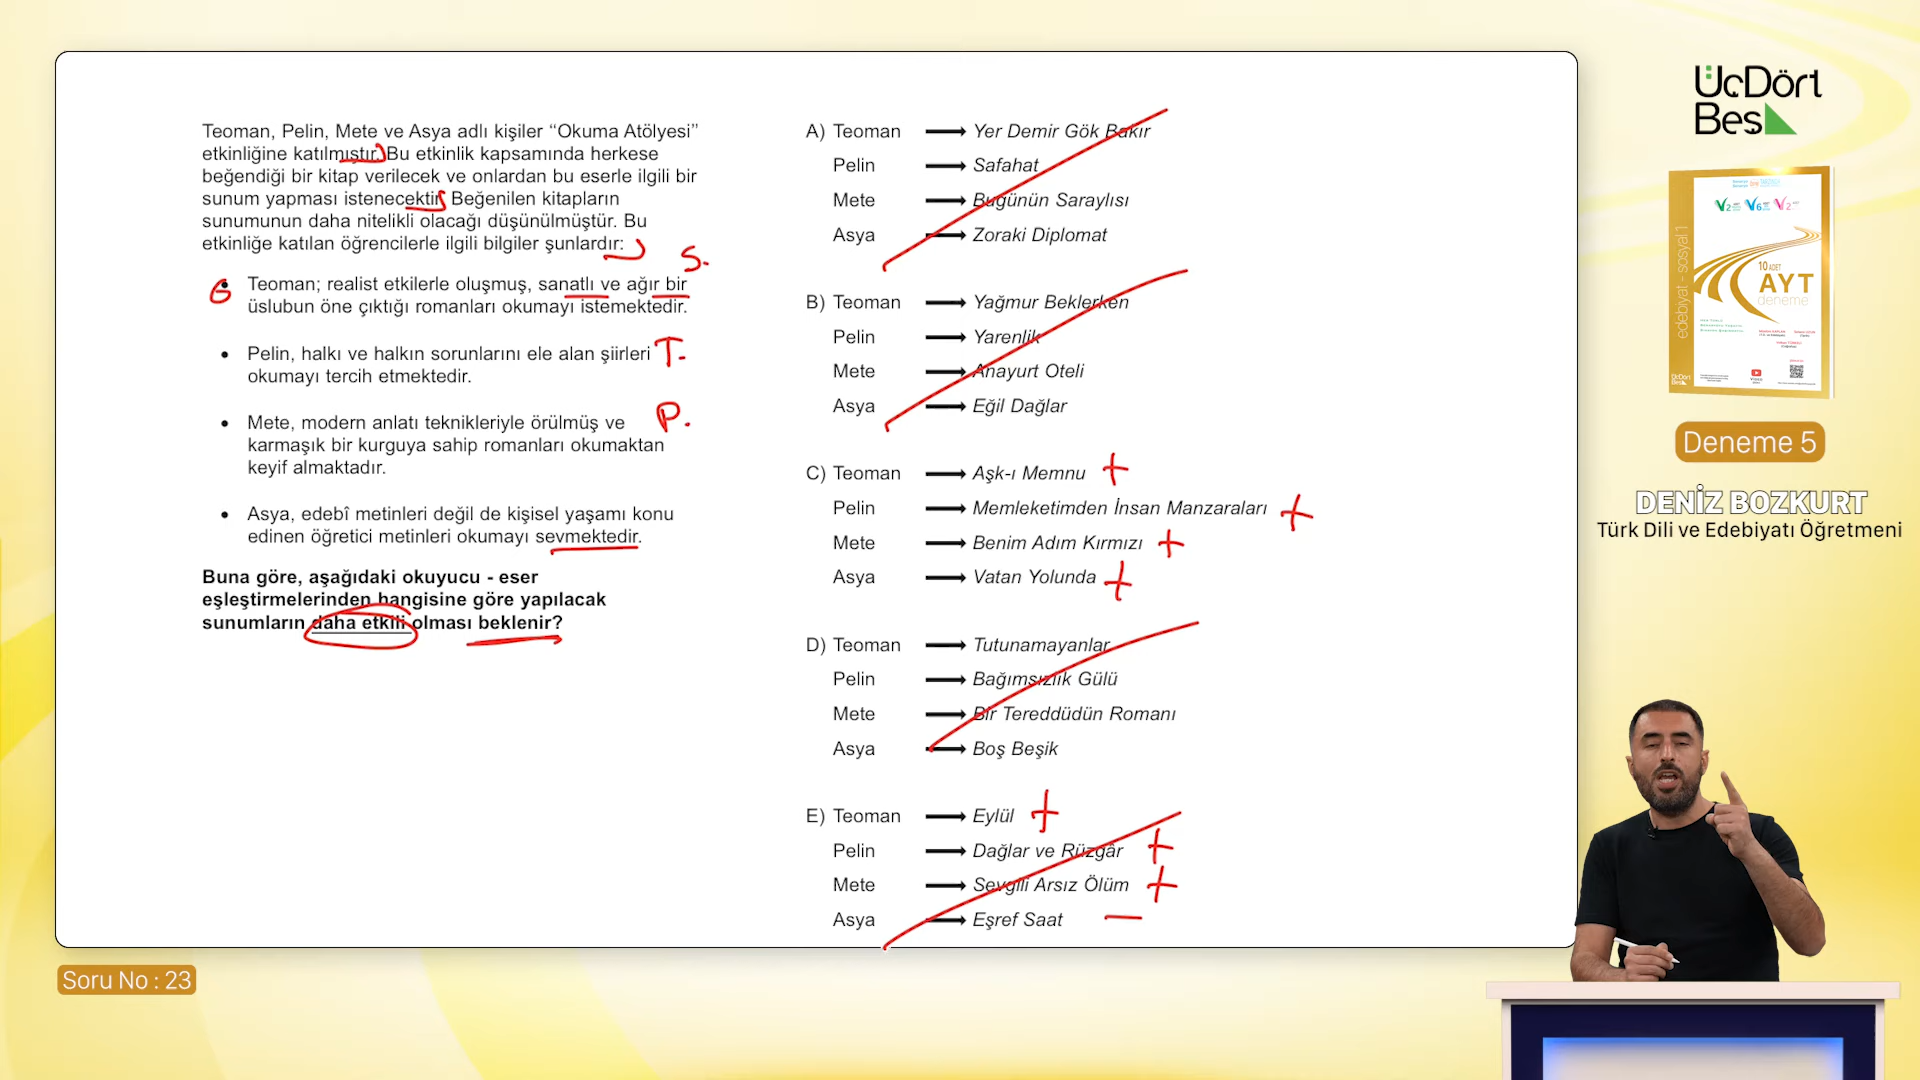 Teoman, Pelin, Mete ve Asya adlı kişiler “Okuma Atölyesi”
etkinliğine katılmıştır. Bu etkinlik kapsamında herkese
beğendiği bir kitap verilecek ve onlardan bu eserle ilgili bir
sunum yapması istenecektir. Beğenilen kitapların
sunumunun daha nitelikli olacağı düşünülmüştür. Bu
etkinliğe katılan öğrencilerle ilgili bilgiler şunlardır:
S.
• Teoman; realist etkilerle oluşmuş, sanatlı ve ağır bir
üslubun öne çıktığı romanları okumayı istemektedir.
• Pelin, halkı ve halkın sorunlarını ele alan şiirleri T.
okumayı tercih etmektedir.
• Mete, modern anlatı teknikleriyle örülmüş ve P.
karmaşık bir kurguya sahip romanları okumaktan
keyif almaktadır.
• Asya, edebî metinleri değil de kişisel yaşamı konu
edinen öğretici metinleri okumayı sevmektedir.
Buna göre, aşağıdaki okuyucu - eser
eşleştirmelerinden hangisine göre yapılacak
sunumların daha etkili olması beklenir?
A) Teoman → Yer Demir Gök Bakır
Pelin → Safahat
Mete → Bugünün Saraylısı
Asya → Zoraki Diplomat
B) Teoman → Yağmur Beklerken
Pelin → Yarenlik
Mete → Anayurt Oteli
Asya → Eğil Dağlar
C) Teoman → Aşk-ı Memnu +
Pelin → Memleketimden İnsan Manzaraları +
Mete → Benim Adım Kırmızı +
Asya → Vatan Yolunda +
D) Teoman → Tutunamayanlar
Pelin → Bağımsızlık Gülü
Mete → Bir Tereddüdün Romanı
Asya → Boş Beşik
E) Teoman → Eylül +
Pelin → Dağlar ve Rüzgâr +
Mete → Sevgili Arsız Ölüm +
Asya → Eşref Saat −
Soru No : 23
ÜçDört
Beş
edebiyat - sosyal 1
10 ADET
AYT
deneme
ÜçDört
Beş
Deneme 5
DENİZ BOZKURT
Türk Dili ve Edebiyatı Öğretmeni